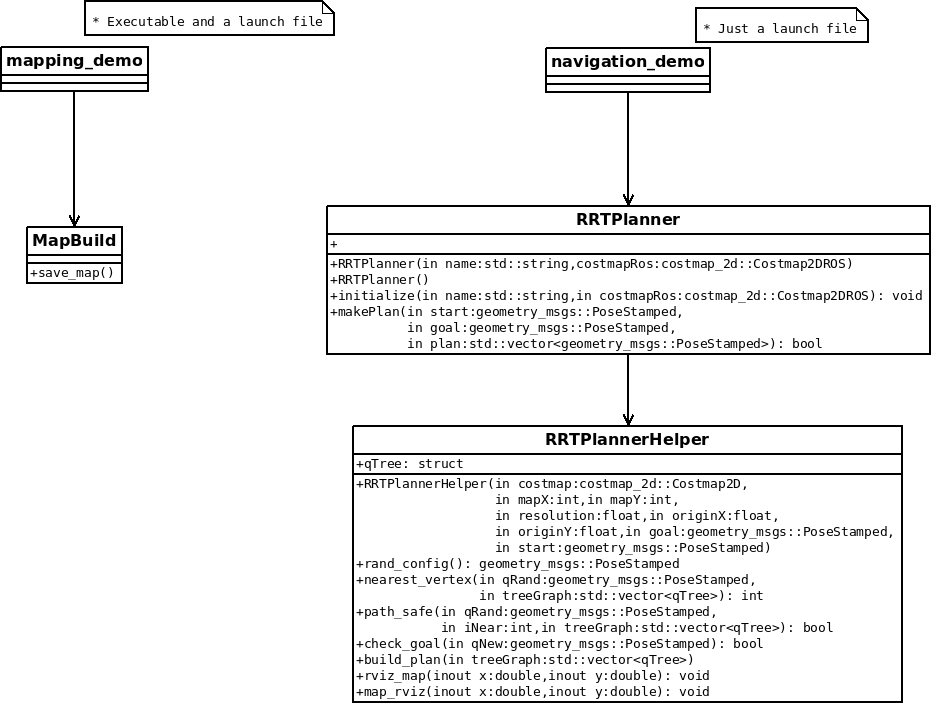 * Executable and a launch file
mapping_demo
* Just a launch file
navigation_demo
MapBuild
+save_map()
RRTPlanner
+
+RRTPlanner(in name:std::string,costmapRos:costmap_2d::Costmap2DROS)
+RRTPlanner()
+initialize(in name:std::string,in costmapRos:costmap_2d::Costmap2DROS): void
+makePlan(in start:geometry_msgs::PoseStamped,
in goal:geometry_msgs::PoseStamped,
in plan:std::vector<geometry_msgs::PoseStamped>): bool
RRTPlannerHelper
+qTree: struct
+RRTPlannerHelper(in costmap:costmap_2d::Costmap2D,
in mapX:int,in mapY:int,
in resolution:float,in originX:float,
in originY:float,in goal:geometry_msgs::PoseStamped,
in start:geometry_msgs::PoseStamped)
+rand_config(): geometry_msgs::PoseStamped
+nearest_vertex(in qRand:geometry_msgs::PoseStamped,
in treeGraph:std::vector<qTree>): int
+path_safe(in qRand:geometry_msgs::PoseStamped,
in iNear:int,in treeGraph:std::vector<qTree>): bool
+check_goal(in qNew:geometry_msgs::PoseStamped): bool
+build_plan(in treeGraph:std::vector<qTree>)
+rviz_map(inout x:double,inout y:double): void
+map_rviz(inout x:double,inout y:double): void